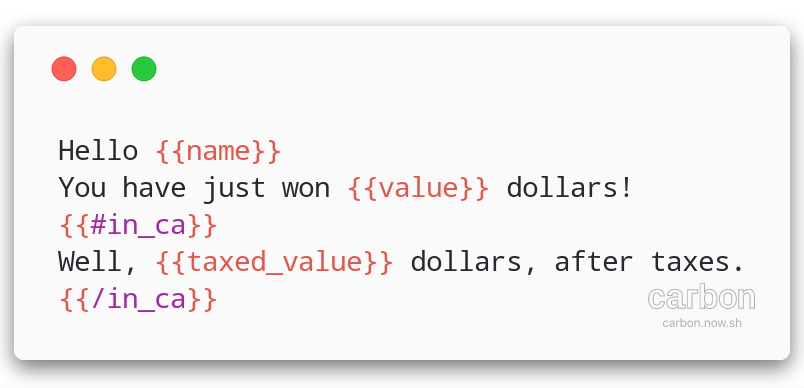 Hello {{name}}
You have just won {{value}} dollars!
{{#in_ca}}
Well, {{taxed_value}} dollars, after taxes.
{{/in_ca}}
carbon
carbon.now.sh